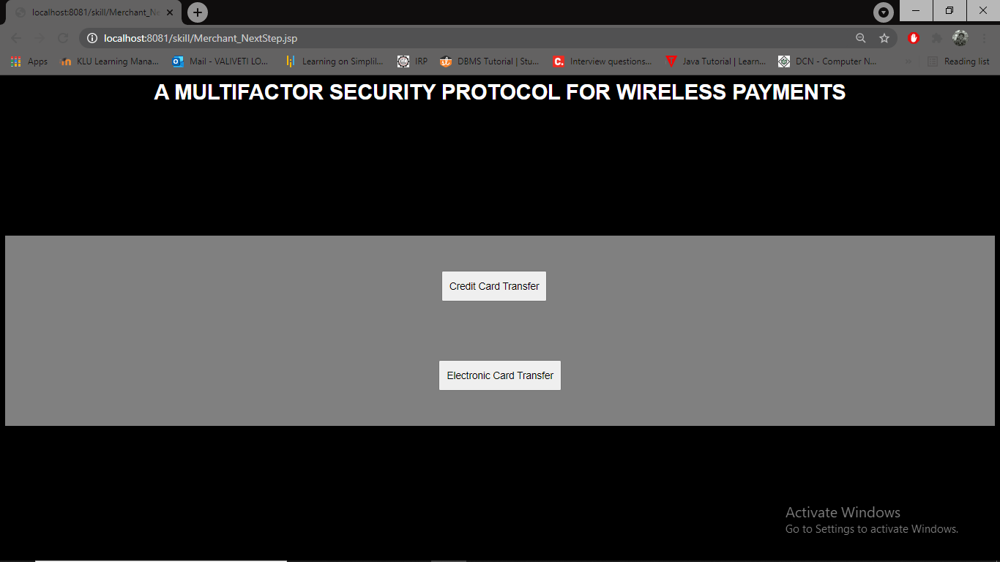 localhost:8081/skill/Merchant_Ne
localhost:8081/skill/Merchant_NextStep.jsp
Apps KLU Learning Mana... Mail - VALIVETI LO... Learning on Simplil... IRP DBMS Tutorial | Stu... Interview questions... Java Tutorial | Learn... DCN - Computer N... » Reading list
A MULTIFACTOR SECURITY PROTOCOL FOR WIRELESS PAYMENTS
Credit Card Transfer
Electronic Card Transfer
Activate Windows
Go to Settings to activate Windows.